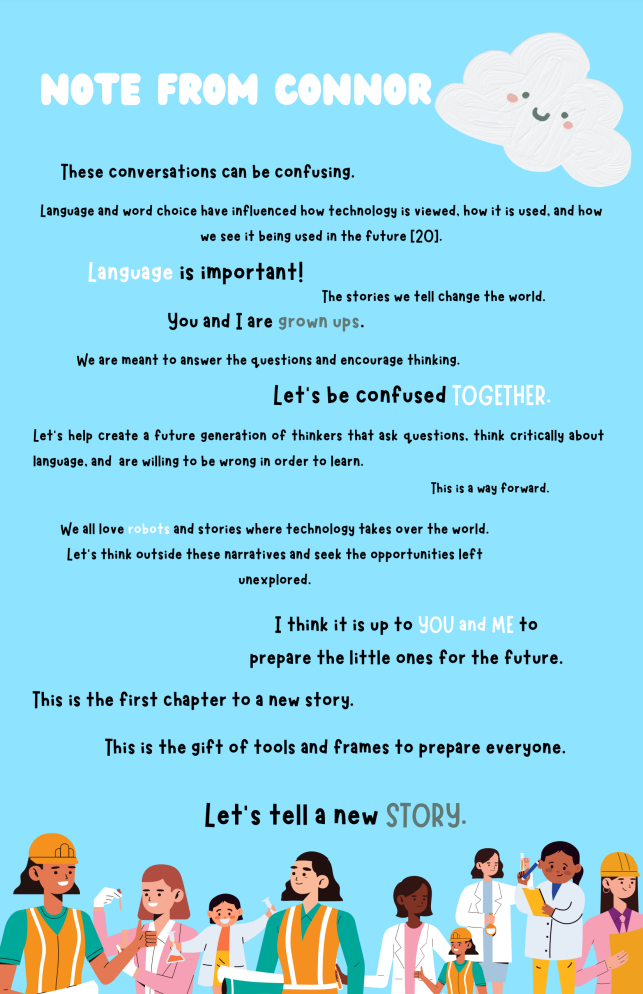 NOTE FROM CONNOR
These conversations can be confusing.
Language and word choice have influenced how technology is viewed, how it is used, and how
we see it being used in the future [20].
Language is important!
The stories we tell change the world.
You and I are grown ups.
We are meant to answer the questions and encourage thinking.
Let's be confused TOGETHER.
Let's help create a future generation of thinkers that ask questions, think critically about
language, and are willing to be wrong in order to learn.
This is a way forward.
We all love robots and stories where technology takes over the world.
Let's think outside these narratives and seek the opportunities left
unexplored.
I think it is up to YOU and ME to
prepare the little ones for the future.
This is the first chapter to a new story.
This is the gift of tools and frames to prepare everyone.
Let's tell a new STORY.